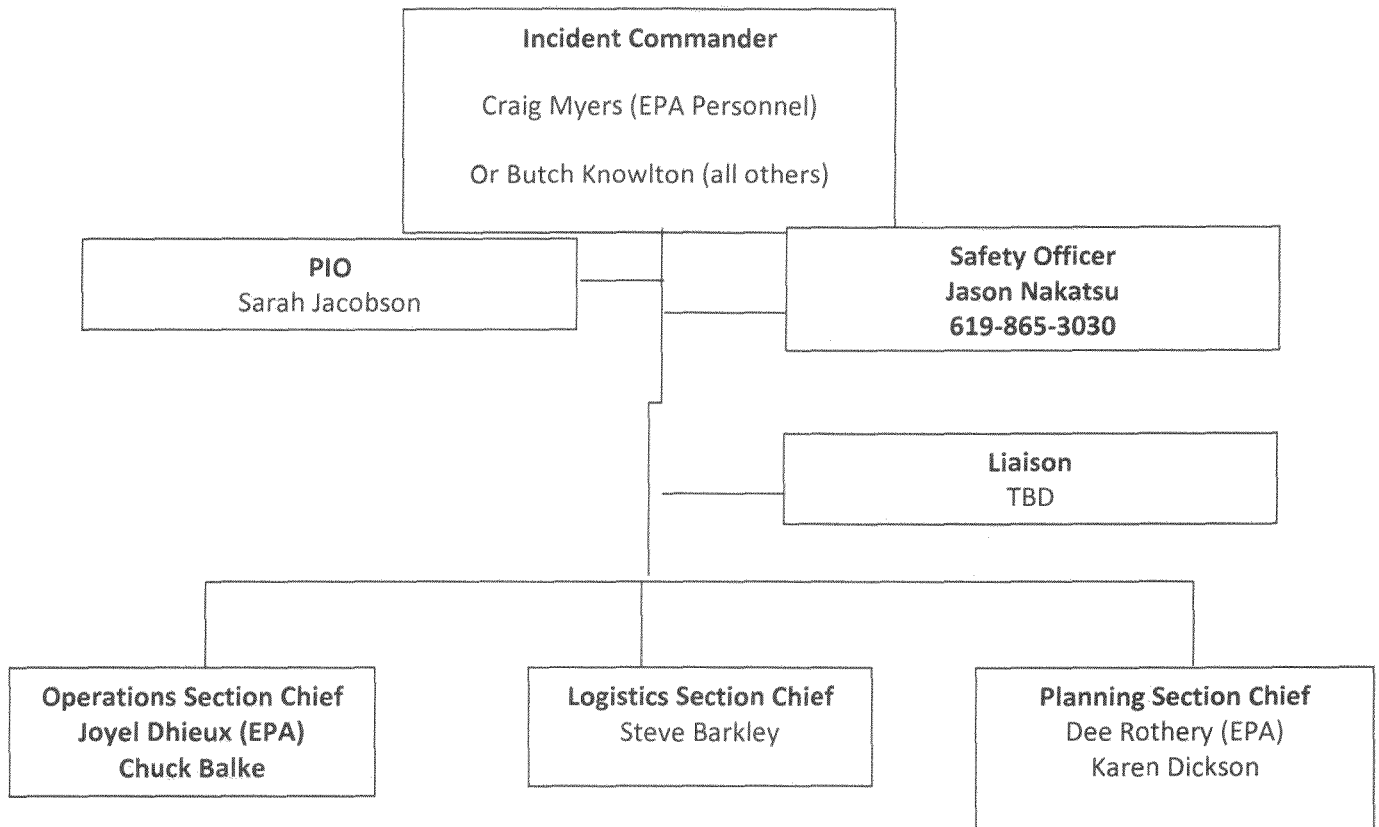 Incident Commander
Craig Myers (EPA Personnel)
Or Butch Knowlton (all others)
PIO
Sarah Jacobson
Safety Officer
Jason Nakatsu
619-865-3030
Liaison
TBD
Operations Section Chief
Joyel Dhieux (EPA)
Chuck Balke
Logistics Section Chief
Steve Barkley
Planning Section Chief
Dee Rothery (EPA)
Karen Dickson